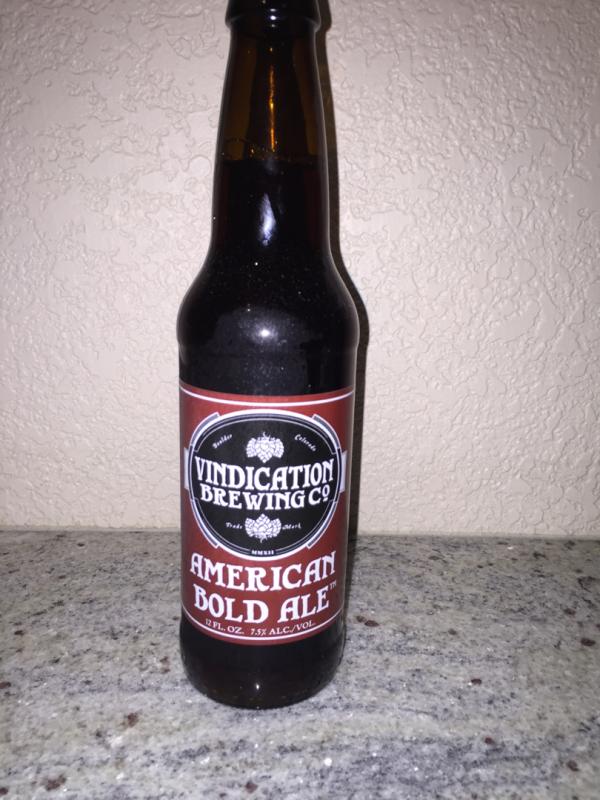 Boulder Colorado
VINDICATION
BREWING CO
Trade Mark
MMXII
AMERICAN
BOLD ALE™
12 FL. OZ. 7.5% ALC./VOL.